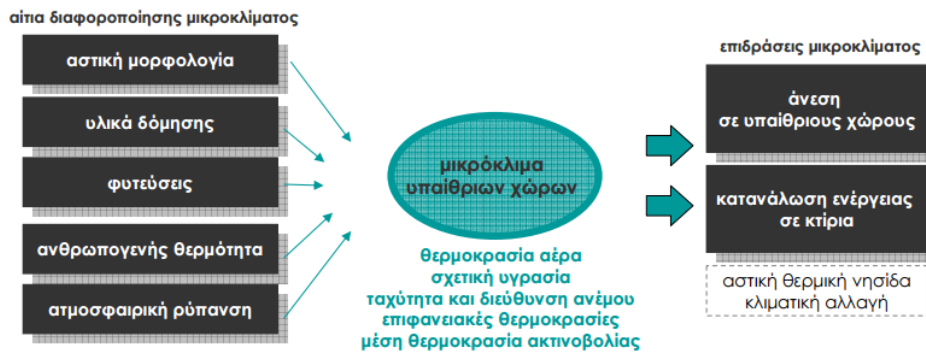 αίτια διαφοροποίησης μικροκλίματος
αστική μορφολογία
υλικά δόμησης
φυτεύσεις
ανθρωπογενής θερμότητα
ατμοσφαιρική ρύπανση
μικρόκλιμα
υπαίθριων χώρων
θερμοκρασία αέρα
σχετική υγρασία
ταχύτητα και διεύθυνση ανέμου
επιφανειακές θερμοκρασίες
μέση θερμοκρασία ακτινοβολίας
επιδράσεις μικροκλίματος
άνεση
σε υπαίθριους χώρους
κατανάλωση ενέργειας
σε κτίρια
αστική θερμική νησίδα
κλιματική αλλαγή